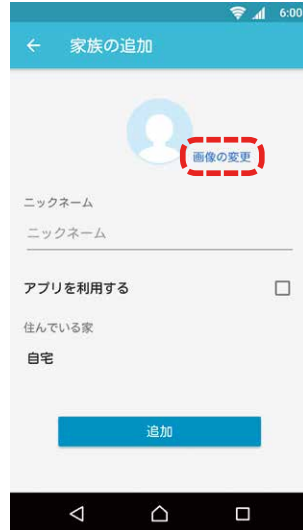 6:00
家族の追加
画像の変更
ニックネーム
ニックネーム
アプリを利用する
住んでいる家
自宅
追加